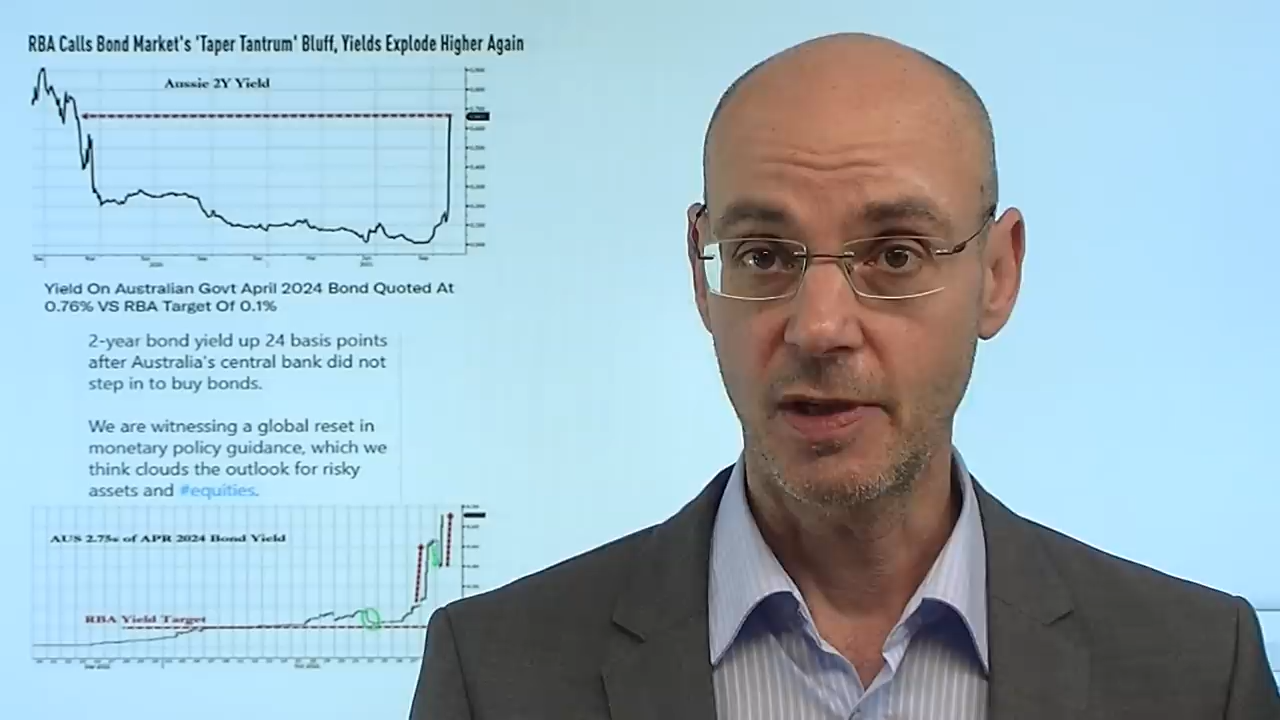 RBA Calls Bond Market's 'Taper Tantrum' Bluff, Yields Explode Higher Again
Aussie 2Y Yield
Yield On Australian Govt April 2024 Bond Quoted At
0.76% VS RBA Target Of 0.1%
2-year bond yield up 24 basis points
after Australia's central bank did not
step in to buy bonds.
We are witnessing a global reset in
monetary policy guidance, which we
think clouds the outlook for risky
assets and #equities.
AUS 2.75s of APR 2024 Bond Yield
RBA Yield Target